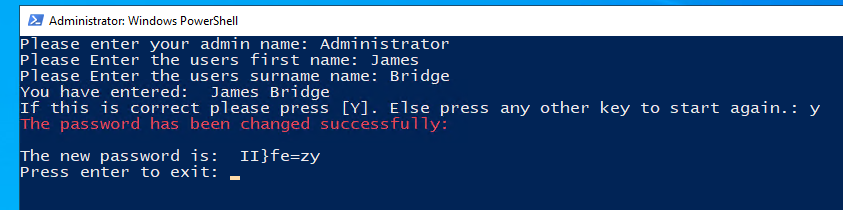 Administrator: Windows PowerShell
Please enter your admin name: Administrator
Please Enter the users first name: James
Please Enter the users surname name: Bridge
You have entered:  James Bridge
If this is correct please press [Y]. Else press any other key to start again.: y
The password has been changed successfully:
The new password is:  II}fe=zy
Press enter to exit: